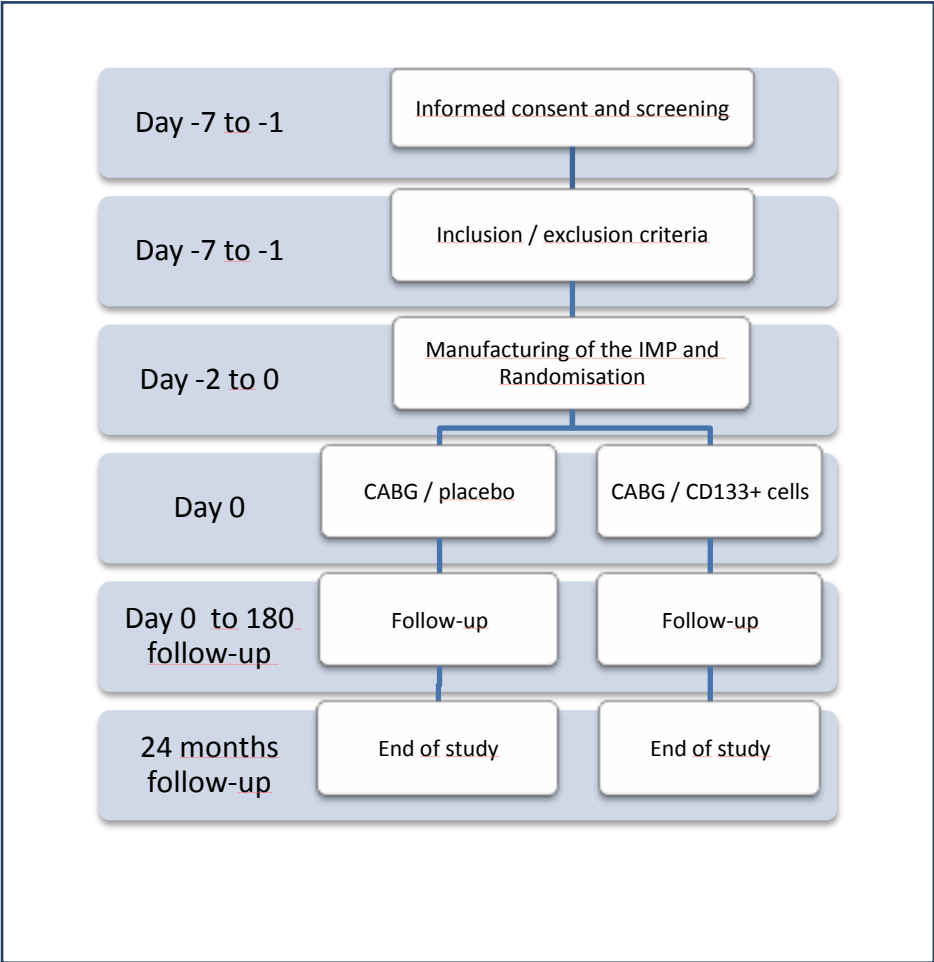 Day -7 to -1
Informed consent and screening
Day -7 to -1
Inclusion / exclusion criteria
Day -2 to 0
Manufacturing of the IMP and
Randomisation
Day 0
CABG / placebo
CABG / CD133+ cells
Day 0 to 180
follow-up
Follow-up
Follow-up
24 months
follow-up
End of study
End of study